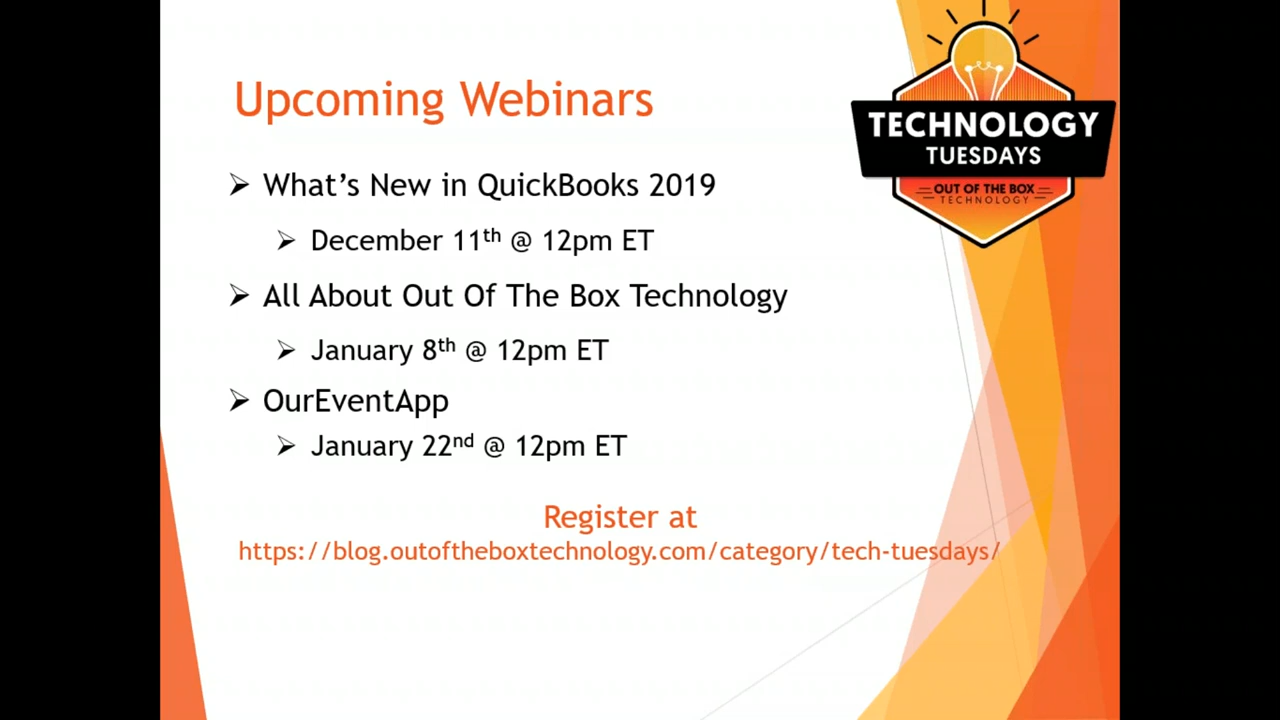 Upcoming Webinars
TECHNOLOGY
TUESDAYS
OUT OF THE BOX
TECHNOLOGY
➢ What’s New in QuickBooks 2019
➢ December 11th @ 12pm ET
➢ All About Out Of The Box Technology
➢ January 8th @ 12pm ET
➢ OurEventApp
➢ January 22nd @ 12pm ET
Register at
https://blog.outoftheboxtechnology.com/category/tech-tuesdays/